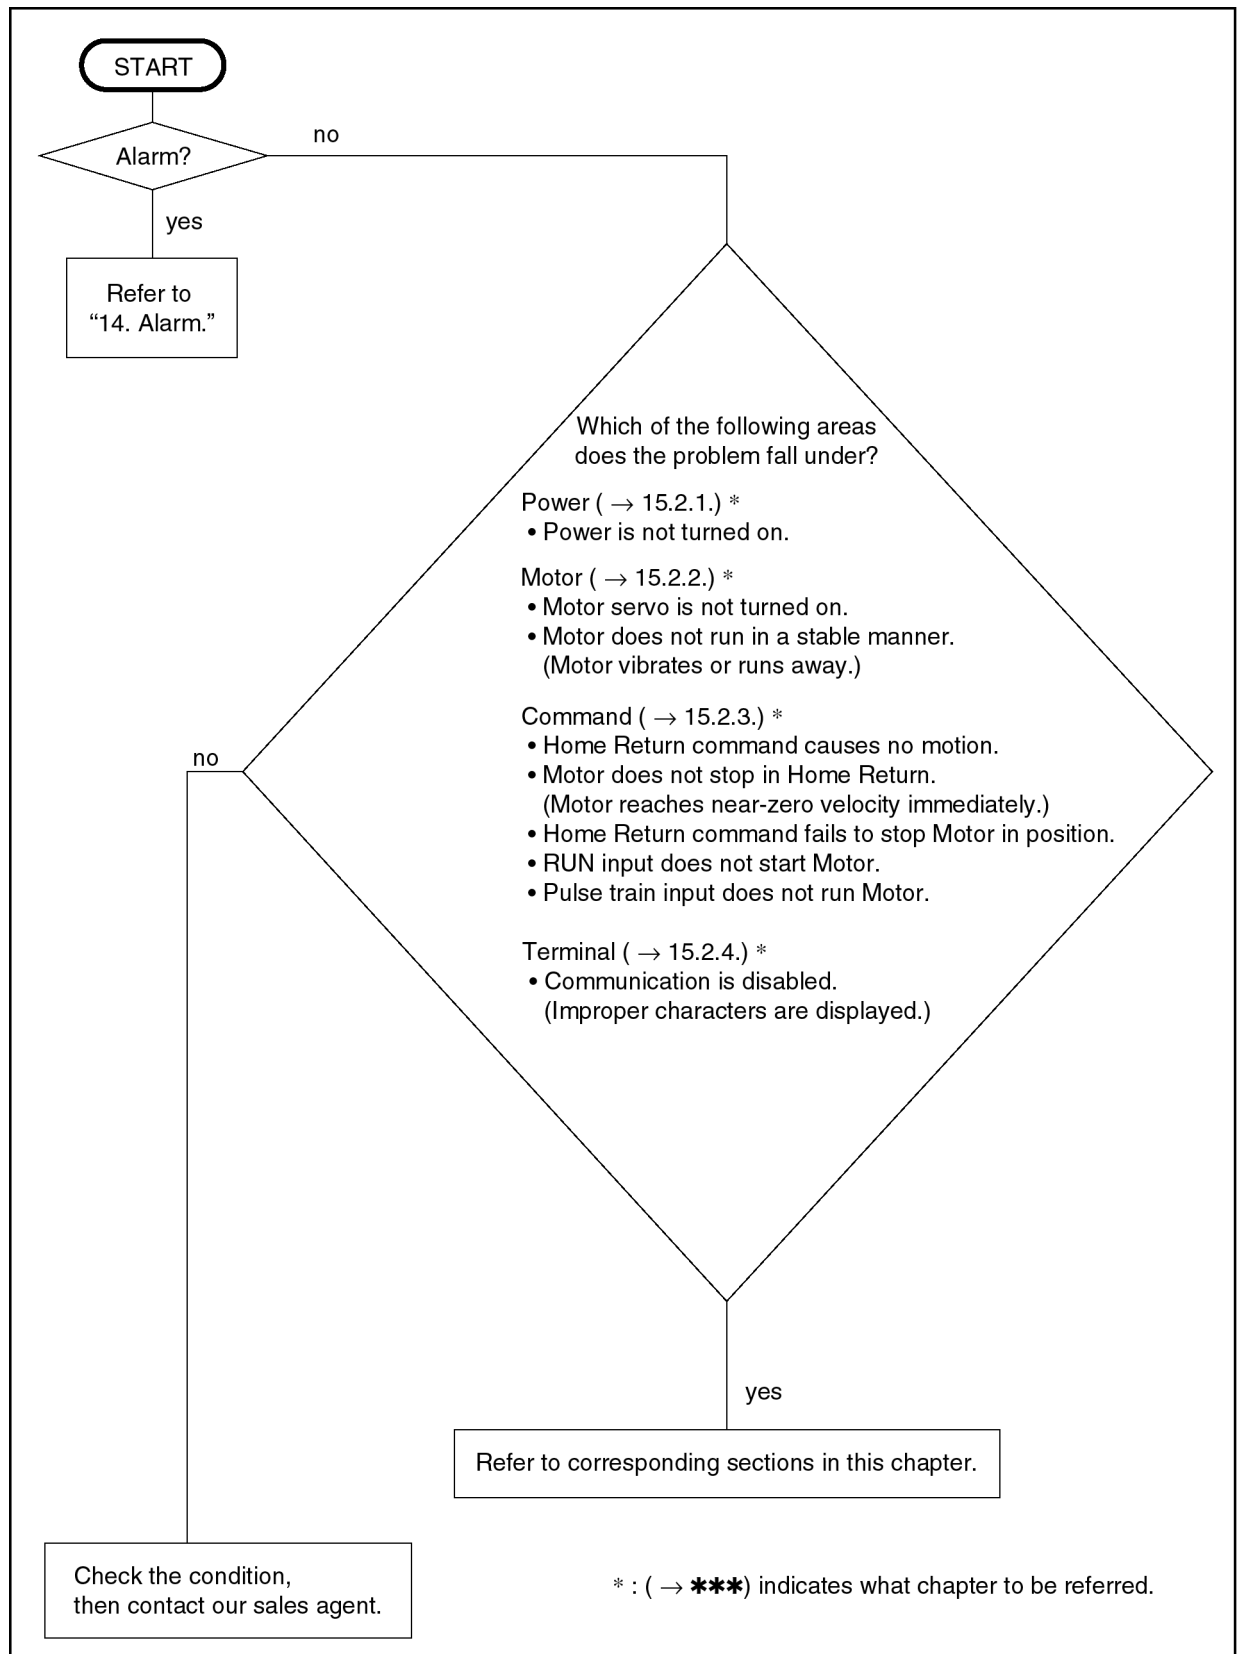 START
Alarm?
no
yes
Refer to
“14. Alarm.”
Which of the following areas
does the problem fall under?
Power ( → 15.2.1.) *
• Power is not turned on.
Motor ( → 15.2.2.) *
• Motor servo is not turned on.
• Motor does not run in a stable manner.
(Motor vibrates or runs away.)
Command ( → 15.2.3.) *
• Home Return command causes no motion.
• Motor does not stop in Home Return.
(Motor reaches near-zero velocity immediately.)
• Home Return command fails to stop Motor in position.
• RUN input does not start Motor.
• Pulse train input does not run Motor.
Terminal ( → 15.2.4.) *
• Communication is disabled.
(Improper characters are displayed.)
no
yes
Refer to corresponding sections in this chapter.
Check the condition,
then contact our sales agent.
* : ( → ✱✱✱) indicates what chapter to be referred.